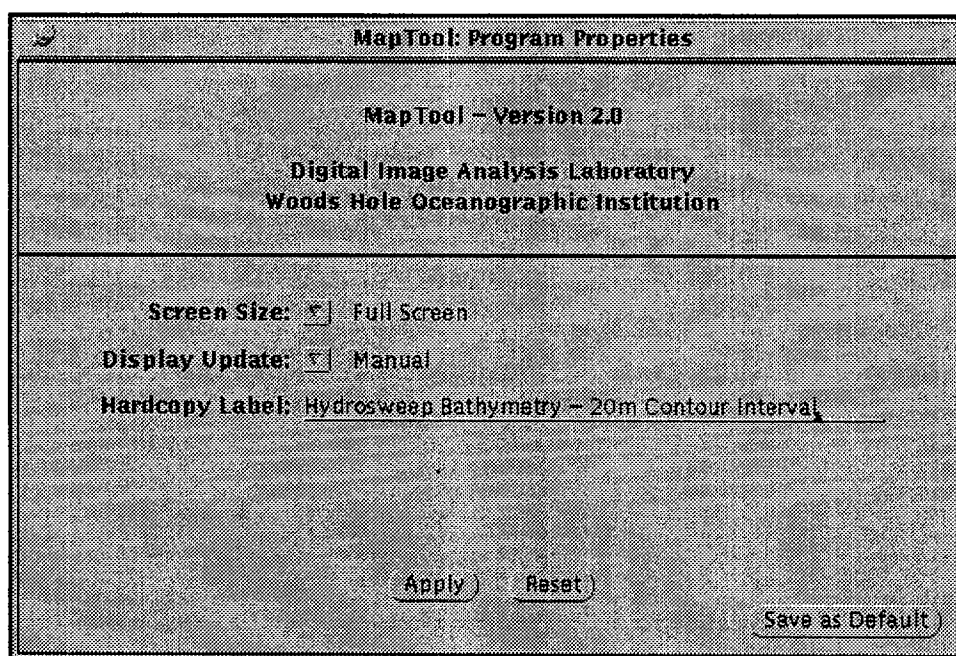 MapTool: Program Properties
MapTool – Version 2.0
Digital Image Analysis Laboratory
Woods Hole Oceanographic Institution
Screen Size: Full Screen
Display Update: Manual
Hardcopy Label: Hydrosweep Bathymetry – 20m Contour Interval
Apply Reset
Save as Default